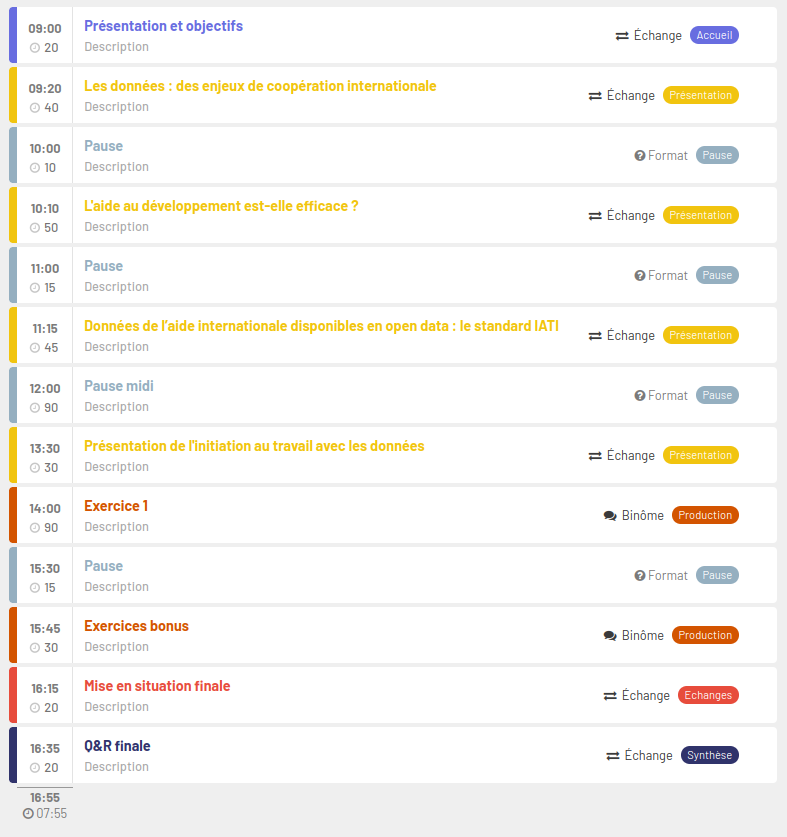 09:00 Présentation et objectifs Échange Accueil
20 Description
09:20 Les données : des enjeux de coopération internationale Échange Présentation
40 Description
10:00 Pause Format Pause
10 Description
10:10 L'aide au développement est-elle efficace ? Échange Présentation
50 Description
11:00 Pause Format Pause
15 Description
11:15 Données de l'aide internationale disponibles en open data : le standard IATI Échange Présentation
45 Description
12:00 Pause midi Format Pause
90 Description
13:30 Présentation de l'initiation au travail avec les données Échange Présentation
30 Description
14:00 Exercice 1 Binôme Production
90 Description
15:30 Pause Format Pause
15 Description
15:45 Exercices bonus Binôme Production
30 Description
16:15 Mise en situation finale Échange Echanges
20 Description
16:35 Q&R finale Échange Synthèse
20 Description
16:55
07:55